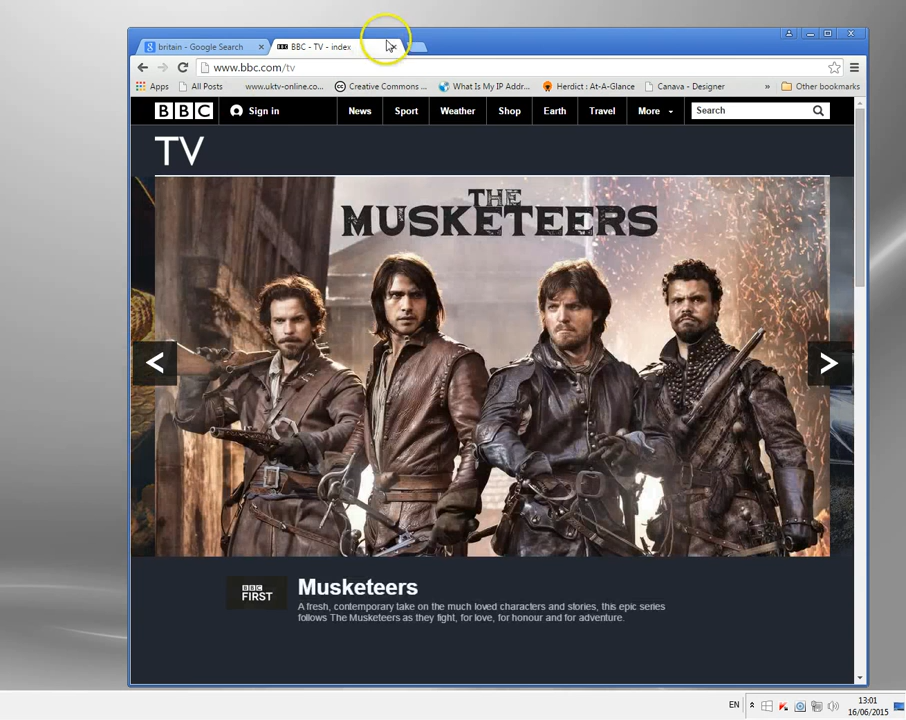 britain - Google Search
BBC - TV - index
www.bbc.com/tv
Apps
All Posts
www.uktv-online.co...
Creative Commons ...
What Is My IP Addr...
Herdict : At-A-Glance
Canava - Designer
»
Other bookmarks
BBC
Sign in
News
Sport
Weather
Shop
Earth
Travel
More
Search
TV
THE
MUSKETEERS
BBC
FIRST
Musketeers
A fresh, contemporary take on the much loved characters and stories, this epic series
follows The Musketeers as they fight, for love, for honour and for adventure.
EN
13:01
16/06/2015